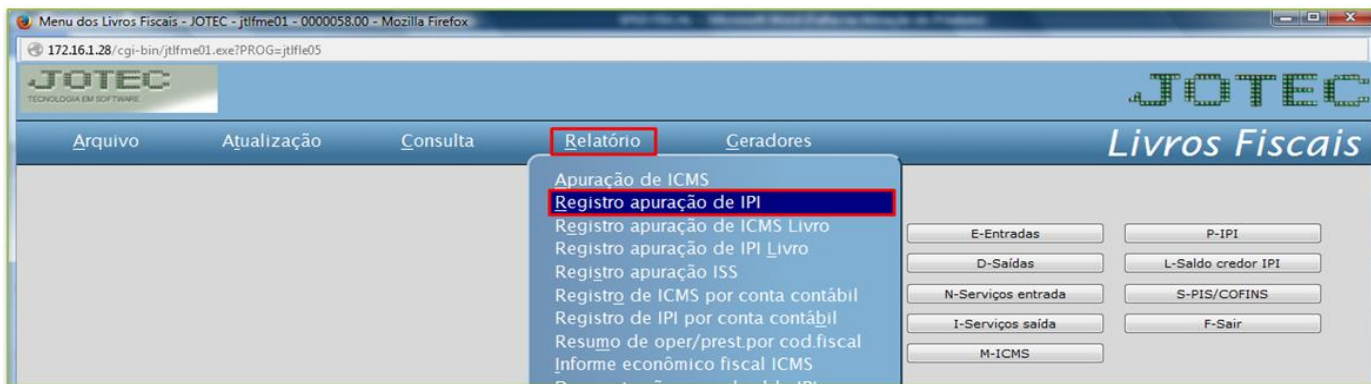 Menu dos Livros Fiscais - JOTEC - jtlfme01 - 0000058.00 - Mozilla Firefox
172.16.1.28/cgi-bin/jtlfme01.exe?PROG=jtlfle05
JOTEC
TECNOLOGIA EM SOFTWARE
JOTEC
Arquivo Atualização Consulta Relatório Geradores Livros Fiscais
Apuração de ICMS
Registro apuração de IPI
Registro apuração de ICMS Livro
Registro apuração de IPI Livro
Registro apuração ISS
Registro de ICMS por conta contábil
Registro de IPI por conta contábil
Resumo de oper/prest.por cod.fiscal
Informe econômico fiscal ICMS
E-Entradas P-IPI
D-Saídas L-Saldo credor IPI
N-Serviços entrada S-PIS/COFINS
I-Serviços saída F-Sair
M-ICMS